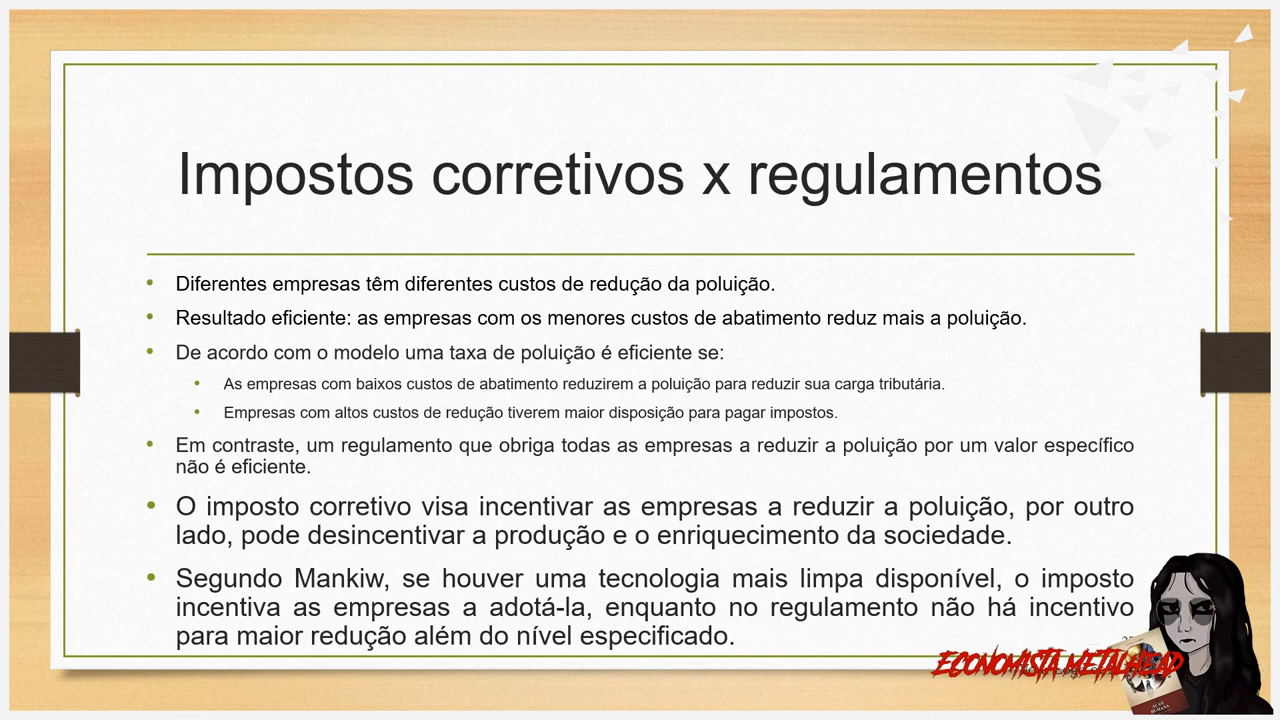 Impostos corretivos x regulamentos
Diferentes empresas têm diferentes custos de redução da poluição.
Resultado eficiente: as empresas com os menores custos de abatimento reduz mais a poluição.
De acordo com o modelo uma taxa de poluição é eficiente se:
As empresas com baixos custos de abatimento reduzirem a poluição para reduzir sua carga tributária.
Empresas com altos custos de redução tiverem maior disposição para pagar impostos.
Em contraste, um regulamento que obriga todas as empresas a reduzir a poluição por um valor específico
não é eficiente.
O imposto corretivo visa incentivar as empresas a reduzir a poluição, por outro
lado, pode desincentivar a produção e o enriquecimento da sociedade.
Segundo Mankiw, se houver uma tecnologia mais limpa disponível, o imposto
incentiva as empresas a adotá-la, enquanto no regulamento não há incentivo
para maior redução além do nível especificado.
ECONOMISTA METALHEAD
AÇÃO
HUMANA